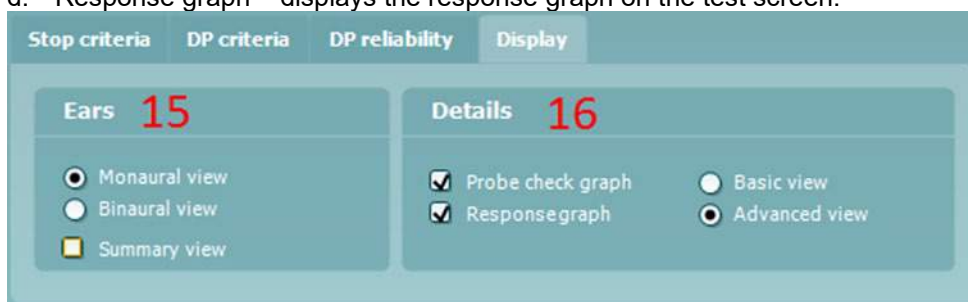 d. Response graph – displays the response graph on the test screen.
Stop criteria DP criteria DP reliability Display
Ears 15 Details 16
Monaural view Probe check graph Basic view
Binaural view Responsegraph Advanced view
Summary view